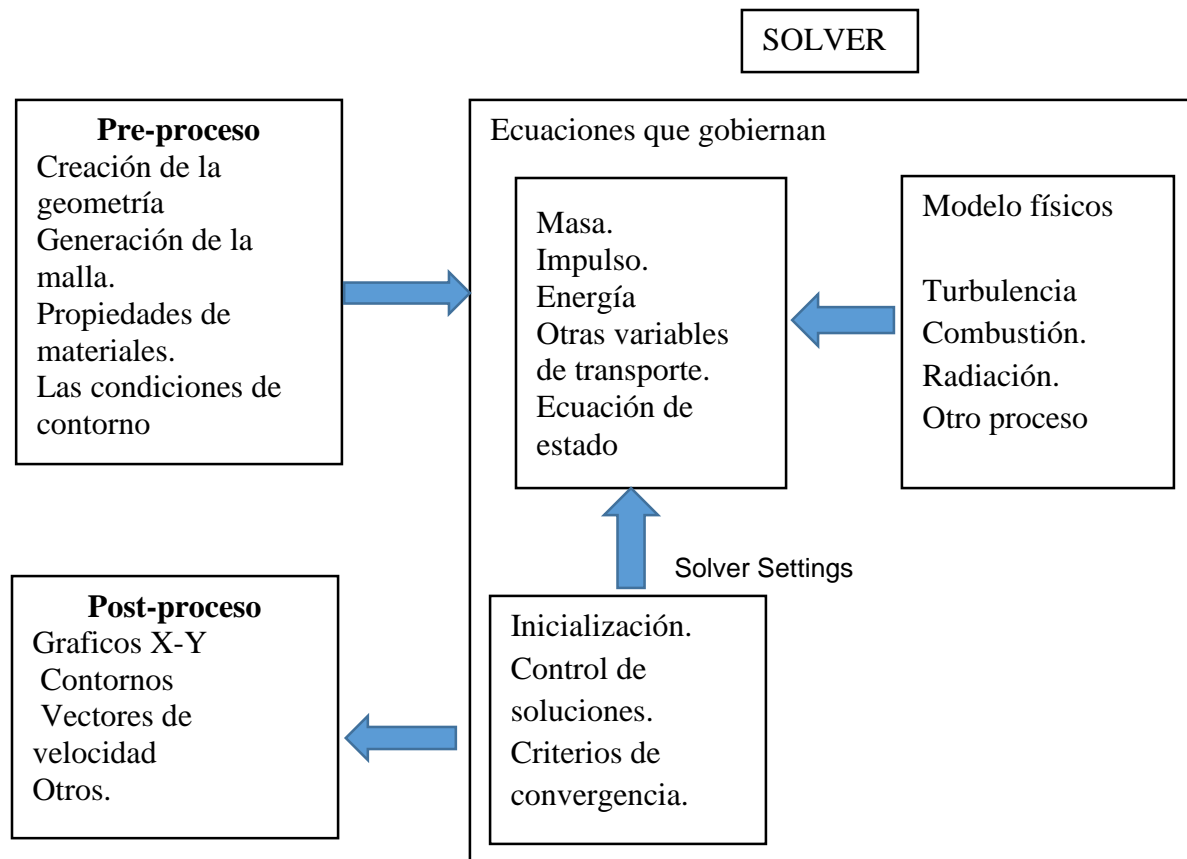 SOLVER
Pre-proceso
Creación de la
geometría
Generación de la
malla.
Propiedades de
materiales.
Las condiciones de
contorno
Ecuaciones que gobiernan
Masa.
Impulso.
Energía
Otras variables
de transporte.
Ecuación de
estado
Modelo físicos
Turbulencia
Combustión.
Radiación.
Otro proceso
Solver Settings
Inicialización.
Control de
soluciones.
Criterios de
convergencia.
Post-proceso
Graficos X-Y
Contornos
Vectores de
velocidad
Otros.